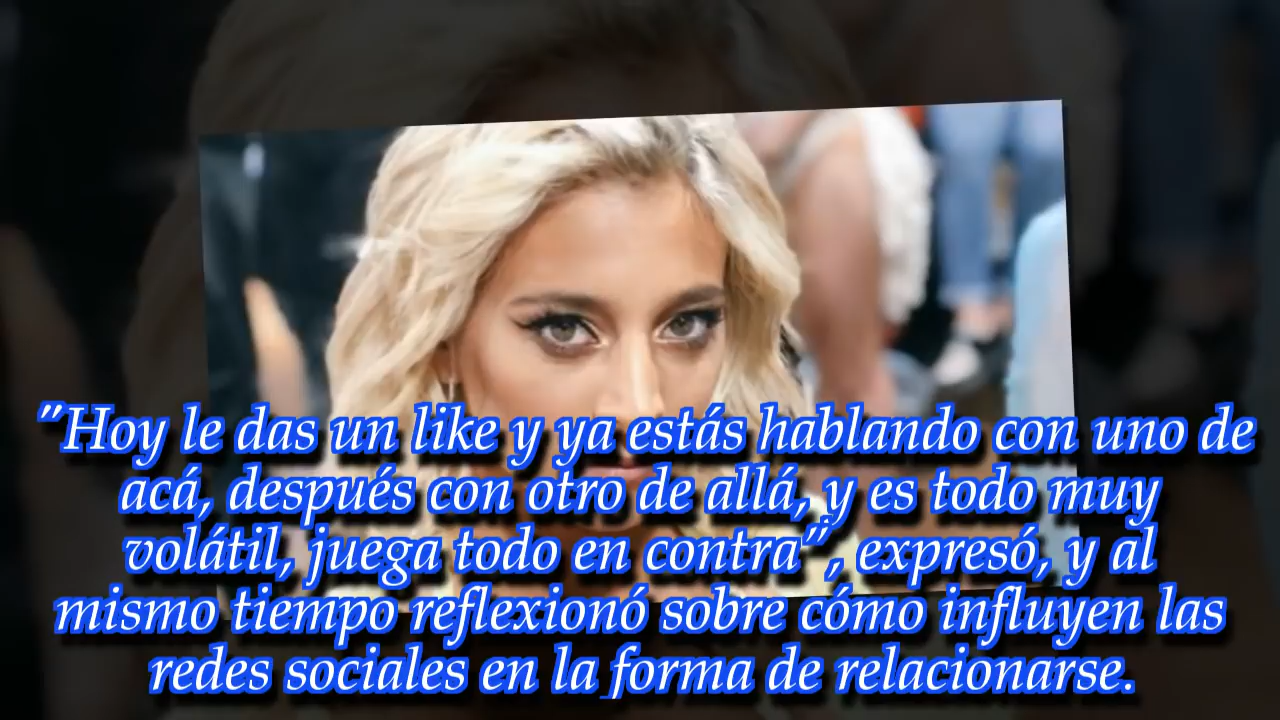 "Hoy le das un like y ya estás hablando con uno de
acá, después con otro de allá, y es todo muy
volátil, juega todo en contra", expresó, y al
mismo tiempo reflexionó sobre cómo influyen las
redes sociales en la forma de relacionarse.